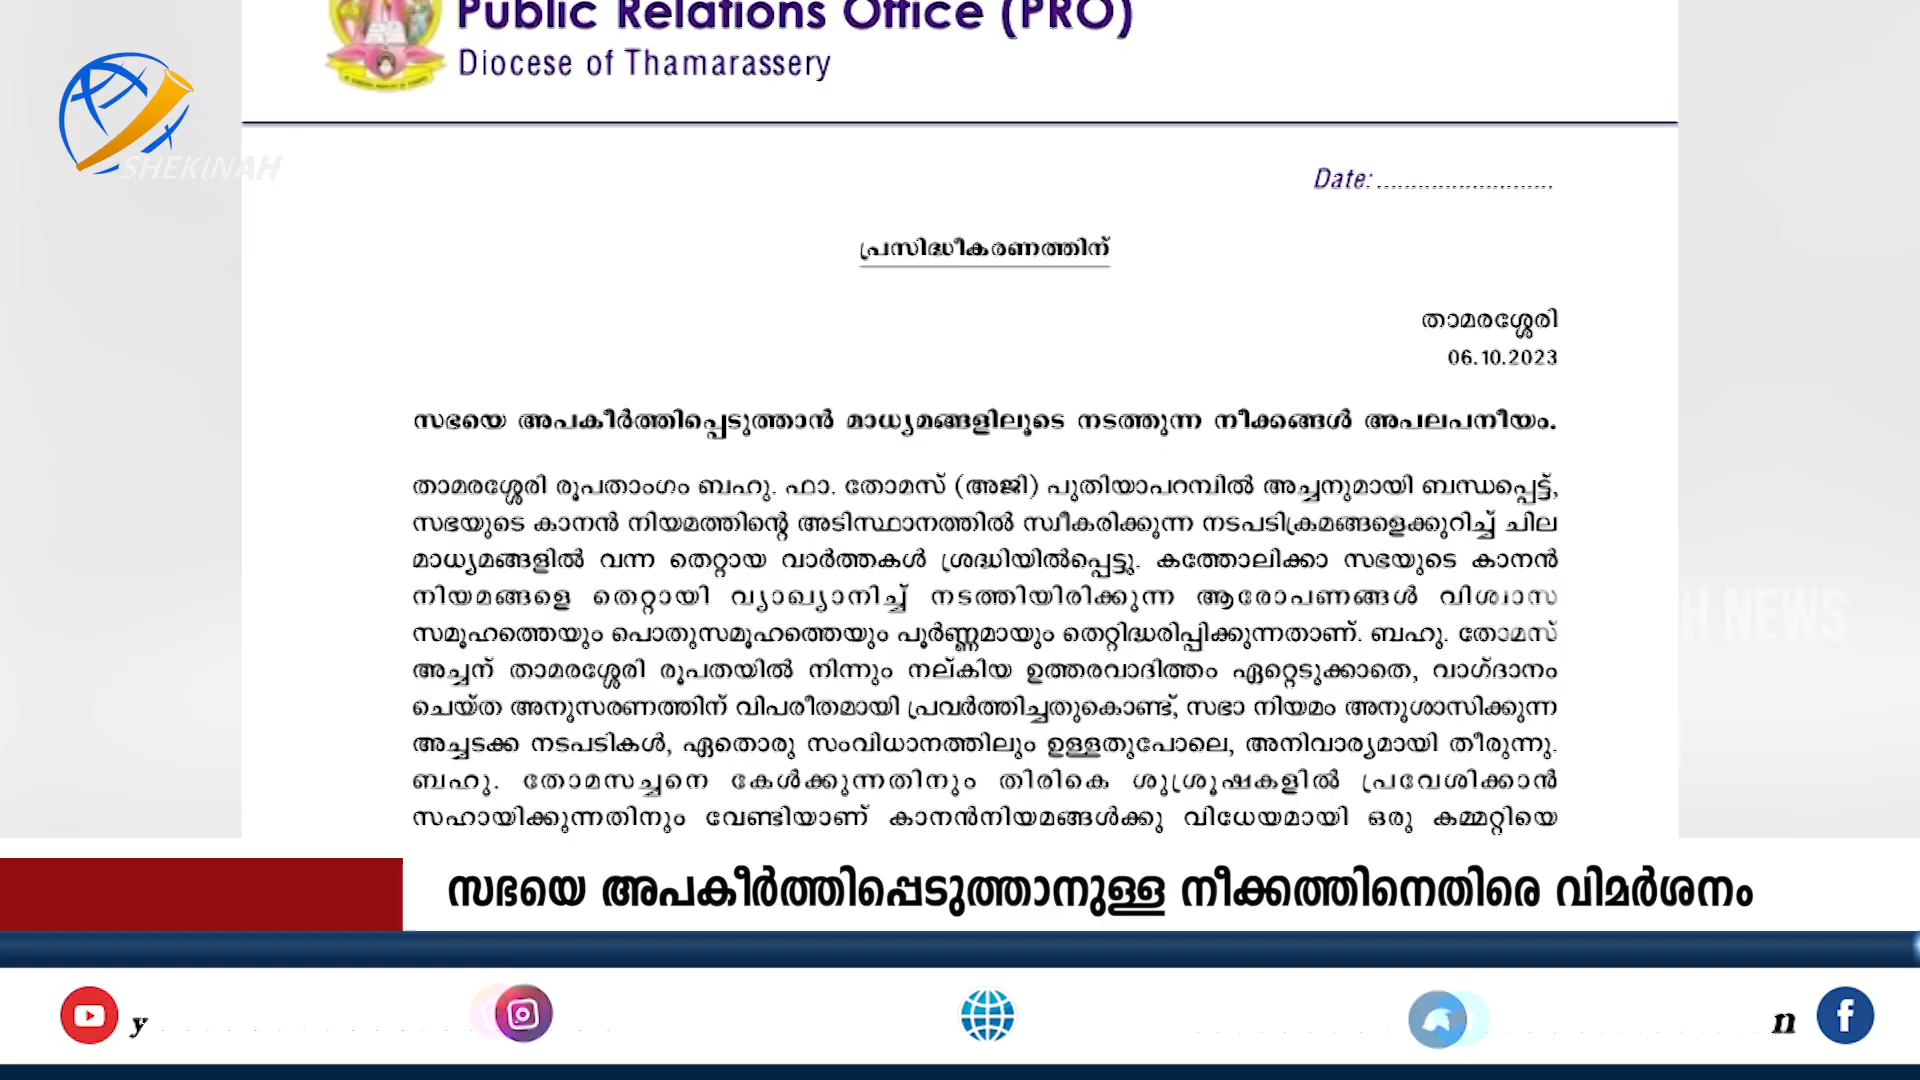 Public Relations Office (PRO)
Diocese of Thamarassery
SHEKINAH
Date: ..........................
പ്രസിദ്ധീകരണത്തിന്
താമരശ്ശേരി
06.10.2023
സഭയെ അപകീർത്തിപ്പെടുത്താൻ മാധ്യമങ്ങളിലൂടെ നടത്തുന്ന നീക്കങ്ങൾ അപലപനീയം.
താമരശ്ശേരി രൂപതാംഗം ബഹു. ഫാ. തോമസ് (അജി) പുതിയാപറമ്പിൽ അച്ചനുമായി ബന്ധപ്പെട്ട്,
സഭയുടെ കാനൻ നിയമത്തിന്റെ അടിസ്ഥാനത്തിൽ സ്വീകരിക്കുന്ന നടപടിക്രമങ്ങളെക്കുറിച്ച് ചില
മാധ്യമങ്ങളിൽ വന്ന തെറ്റായ വാർത്തകൾ ശ്രദ്ധയിൽപ്പെട്ടു. കത്തോലിക്കാ സഭയുടെ കാനൻ
നിയമങ്ങളെ തെറ്റായി വ്യാഖ്യാനിച്ച് നടത്തിയിരിക്കുന്ന ആരോപണങ്ങൾ വിശ്വാസ
സമൂഹത്തെയും പൊതുസമൂഹത്തെയും പൂർണ്ണമായും തെറ്റിദ്ധരിപ്പിക്കുന്നതാണ്. ബഹു. തോമസ്
അച്ചന് താമരശ്ശേരി രൂപതയിൽ നിന്നും നല്കിയ ഉത്തരവാദിത്തം ഏറ്റെടുക്കാതെ, വാഗ്ദാനം
ചെയ്ത അനുസരണത്തിന് വിപരീതമായി പ്രവർത്തിച്ചതുകൊണ്ട്, സഭാ നിയമം അനുശാസിക്കുന്ന
അച്ചടക്ക നടപടികൾ, ഏതൊരു സംവിധാനത്തിലും ഉള്ളതുപോലെ, അനിവാര്യമായി തീരുന്നു.
ബഹു. തോമസച്ചനെ കേൾക്കുന്നതിനും തിരികെ ശുശ്രൂഷകളിൽ പ്രവേശിക്കാൻ
സഹായിക്കുന്നതിനും വേണ്ടിയാണ് കാനൻനിയമങ്ങൾക്കു വിധേയമായി ഒരു കമ്മറ്റിയെ
H NEWS
സഭയെ അപകീർത്തിപ്പെടുത്താനുള്ള നീക്കത്തിനെതിരെ വിമർശനം
y
n